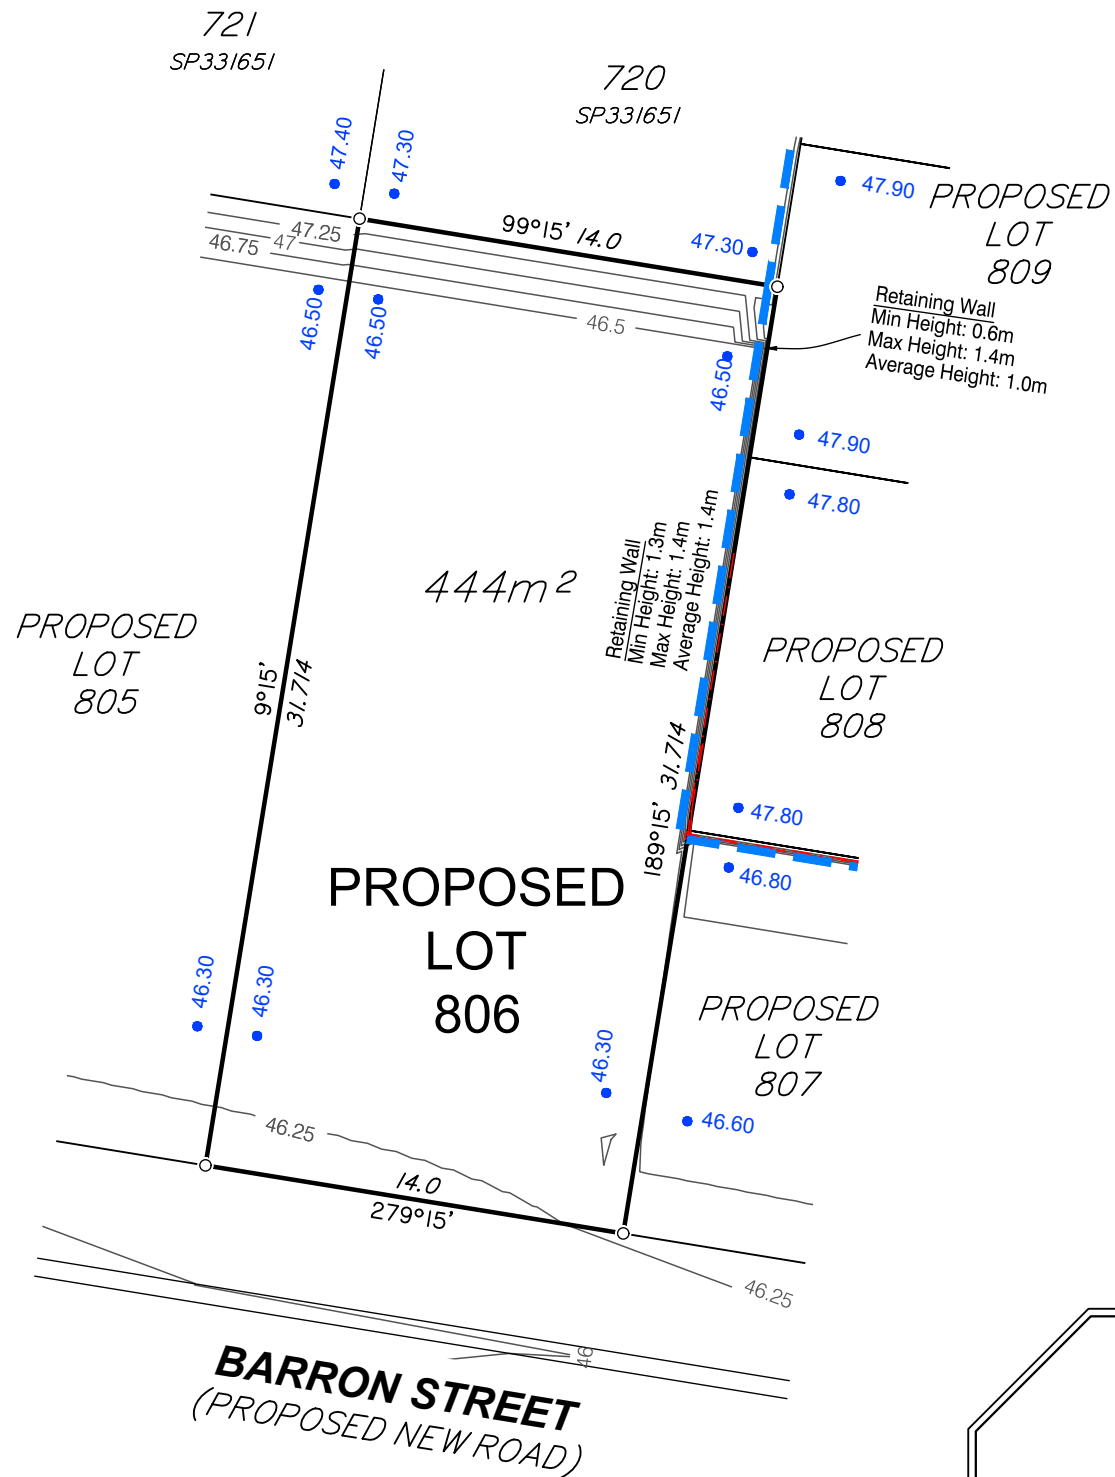 721
SP331651
720
SP331651
47.40
47.30
47.90
PROPOSED
LOT
809
99°15' 14.0
47.30
47.25
47
46.75
46.50
46.50
46.5
46.50
Retaining Wall
Min Height: 0.6m
Max Height: 1.4m
Average Height: 1.0m
47.90
47.80
Retaining Wall
Min Height: 1.3m
Max Height: 1.4m
Average Height: 1.4m
444m²
PROPOSED
LOT
805
9°15'
31.714
PROPOSED
LOT
808
189°15' 31.714
47.80
46.80
PROPOSED
LOT
806
46.30
46.30
46.30
PROPOSED
LOT
807
46.60
46.25
14.0
279°15'
46.25
46
BARRON STREET
(PROPOSED NEW ROAD)